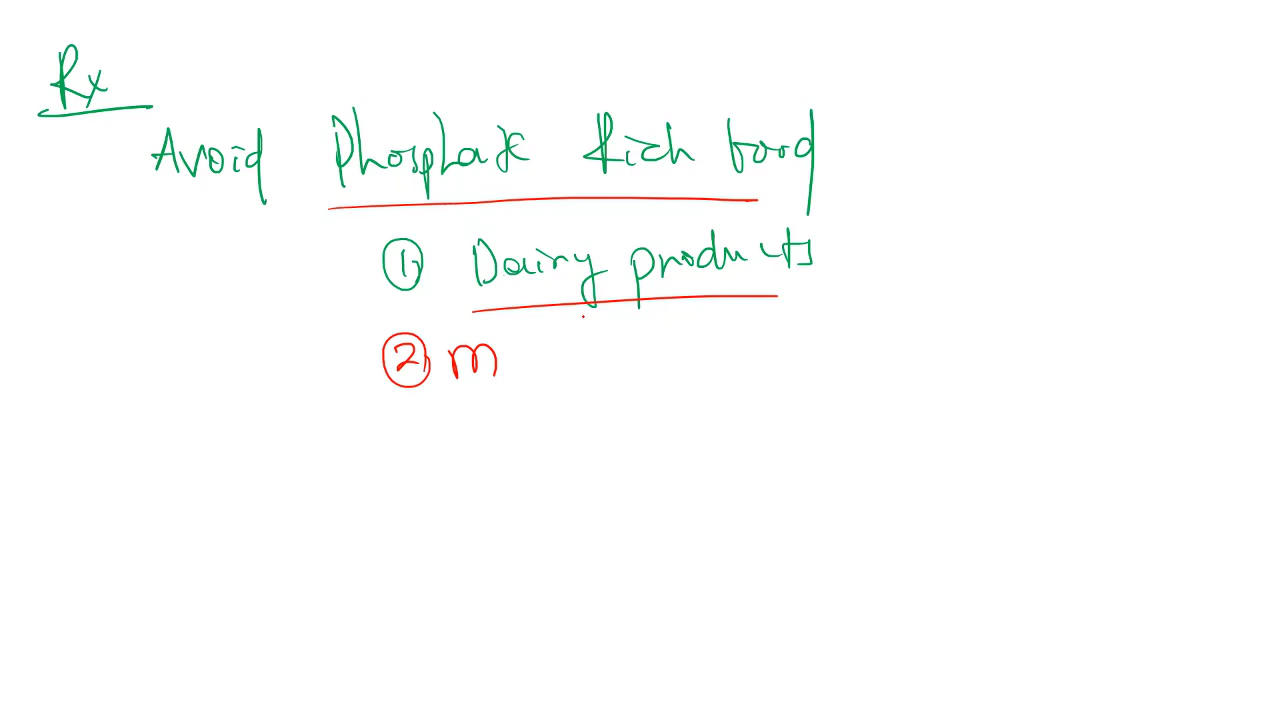 Rx
Avoid Phosphate Rich food
① Dairy products
② m